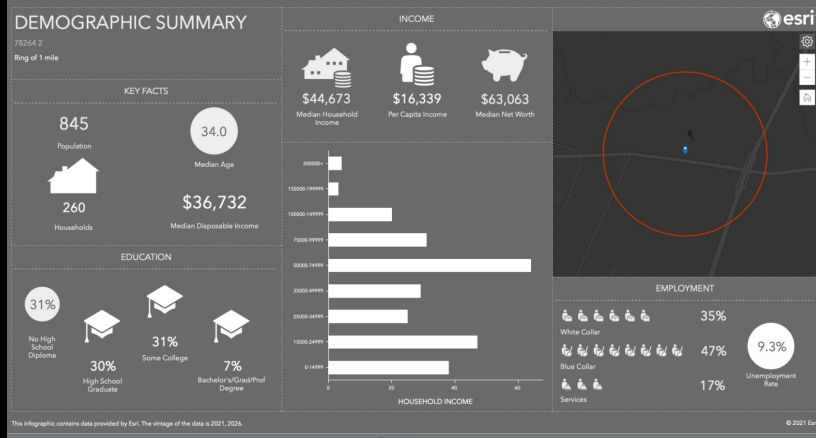 DEMOGRAPHIC SUMMARY
78264 2
Ring of 1 mile
KEY FACTS
845
Population
34.0
Median Age
260
Households
$36,732
Median Disposable Income
EDUCATION
31%
No High
School
Diploma
30%
High School
Graduate
31%
Some College
7%
Bachelor's/Grad/Prof
Degree
INCOME
$44,673
Median Household
Income
$16,339
Per Capita Income
$63,063
Median Net Worth
200000+
150000-199999
100000-149999
75000-99999
50000-74999
35000-49999
25000-34999
15000-24999
0-14999
0
20
40
60
HOUSEHOLD INCOME
esri
EMPLOYMENT
35%
White Collar
47%
Blue Collar
17%
Services
9.3%
Unemployment
Rate
This infographic contains data provided by Esri. The vintage of the data is 2021, 2026.
© 2021 Esri